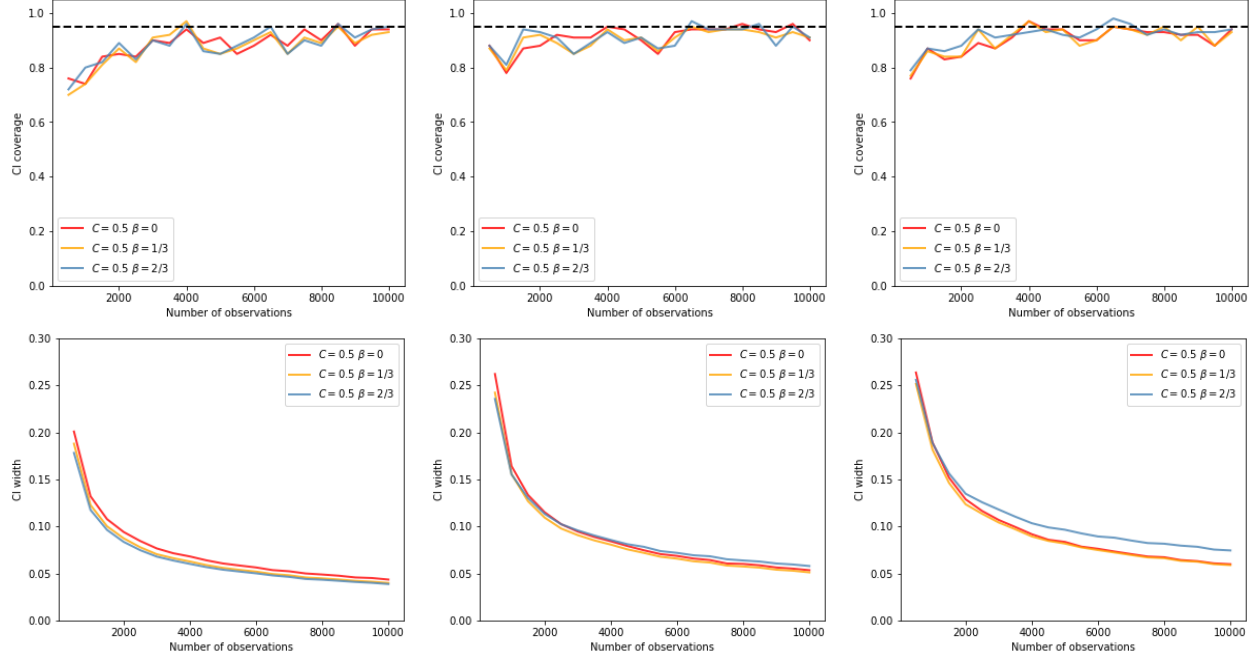 1.0
0.8
0.6
0.4
0.2
0.0
CI coverage
C = 0.5 β = 0
C = 0.5 β = 1/3
C = 0.5 β = 2/3
2000 4000 6000 8000 10000
Number of observations
1.0
0.8
0.6
0.4
0.2
0.0
CI coverage
C = 0.5 β = 0
C = 0.5 β = 1/3
C = 0.5 β = 2/3
2000 4000 6000 8000 10000
Number of observations
1.0
0.8
0.6
0.4
0.2
0.0
CI coverage
C = 0.5 β = 0
C = 0.5 β = 1/3
C = 0.5 β = 2/3
2000 4000 6000 8000 10000
Number of observations
0.30
0.25
0.20
0.15
0.10
0.05
0.00
CI width
C = 0.5 β = 0
C = 0.5 β = 1/3
C = 0.5 β = 2/3
2000 4000 6000 8000 10000
Number of observations
0.30
0.25
0.20
0.15
0.10
0.05
0.00
CI width
C = 0.5 β = 0
C = 0.5 β = 1/3
C = 0.5 β = 2/3
2000 4000 6000 8000 10000
Number of observations
0.30
0.25
0.20
0.15
0.10
0.05
0.00
CI width
C = 0.5 β = 0
C = 0.5 β = 1/3
C = 0.5 β = 2/3
2000 4000 6000 8000 10000
Number of observations